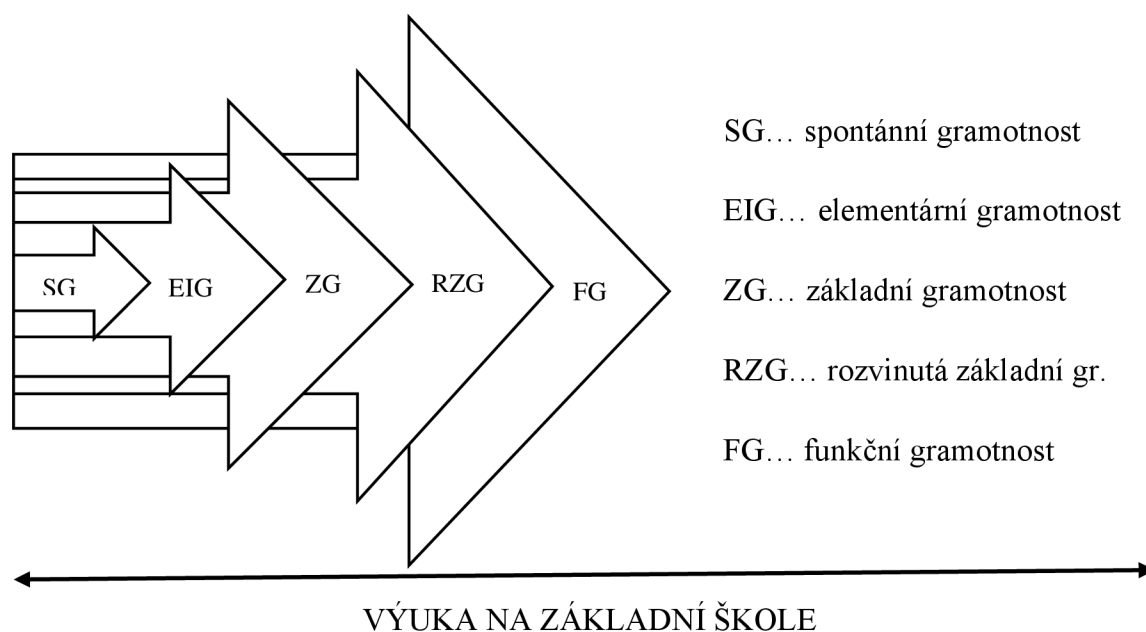 SG… spontánní gramotnost
EIG… elementární gramotnost
SG
EIG
ZG
RZG
FG
ZG… základní gramotnost
RZG… rozvinutá základní gr.
FG… funkční gramotnost
VÝUKA NA ZÁKLADNÍ ŠKOLE